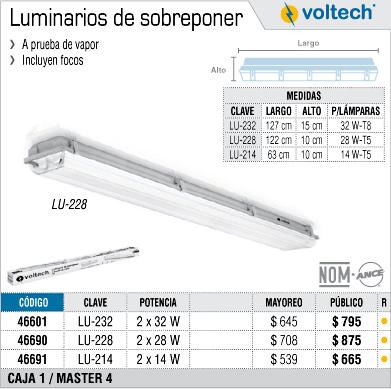 Luminarios de sobreponer
voltech®
A prueba de vapor
Incluyen focos
Largo
Alto
MEDIDAS
CLAVE LARGO ALTO P/LÁMPARAS
LU-232 127 cm 15 cm 32 W-T8
LU-228 122 cm 10 cm 28 W-T5
LU-214 63 cm 10 cm 14 W-T5
LU-228
voltech
NOM ANCE
CÓDIGO CLAVE POTENCIA MAYOREO PÚBLICO R
46601 LU-232 2 x 32 W $ 645 $ 795
46690 LU-228 2 x 28 W $ 708 $ 875
46691 LU-214 2 x 14 W $ 539 $ 665
CAJA 1 / MASTER 4